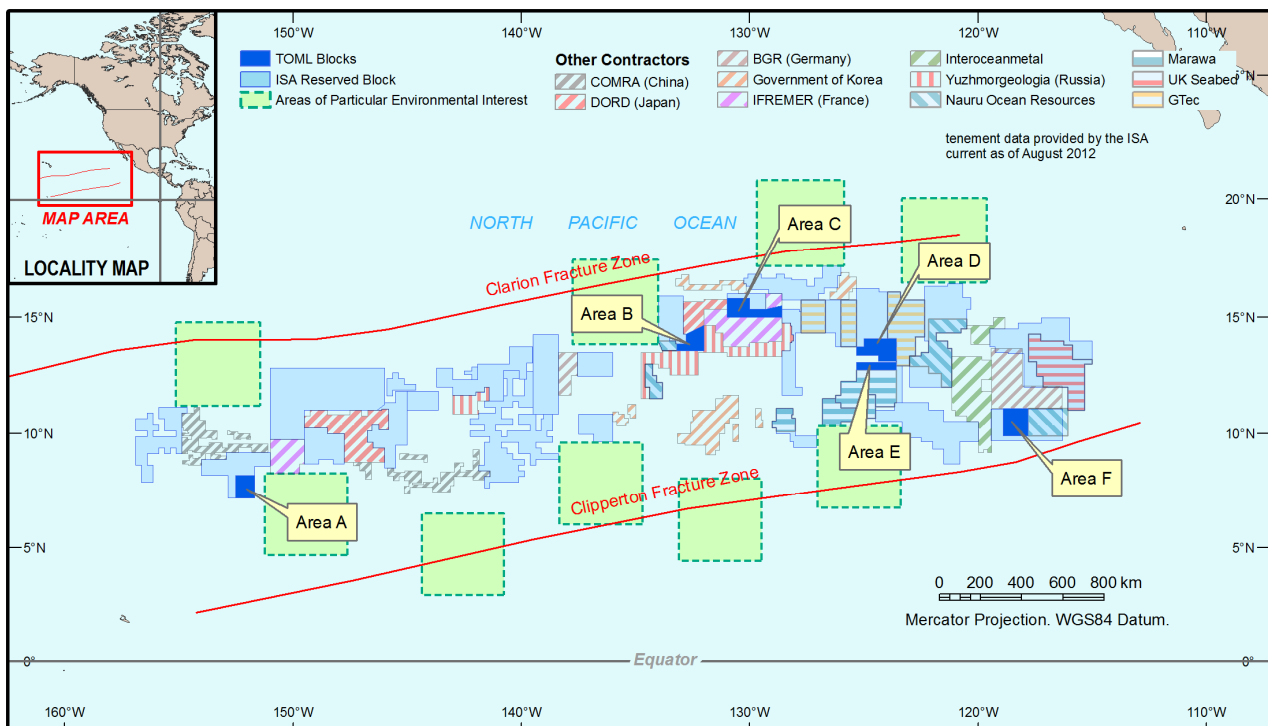 150°W
140°W
130°W
120°W
110°W
TOML Blocks
ISA Reserved Block
Areas of Particular Environmental Interest
Other Contractors
COMRA (China)
DORD (Japan)
BGR (Germany)
Government of Korea
IFREMER (France)
Interoceanmetal
Yuzhmorgeologia (Russia)
Nauru Ocean Resources
Marawa
UK Seabed
GTec
tenement data provided by the ISA
current as of August 2012
MAP AREA
LOCALITY MAP
NORTH PACIFIC OCEAN
Clarion Fracture Zone
Clipperton Fracture Zone
Area A
Area B
Area C
Area D
Area E
Area F
20°N
15°N
15°N
10°N
10°N
5°N
5°N
0°
0°
0 200 400 600 800 km
Mercator Projection. WGS84 Datum.
Equator
160°W
150°W
140°W
130°W
120°W
110°W